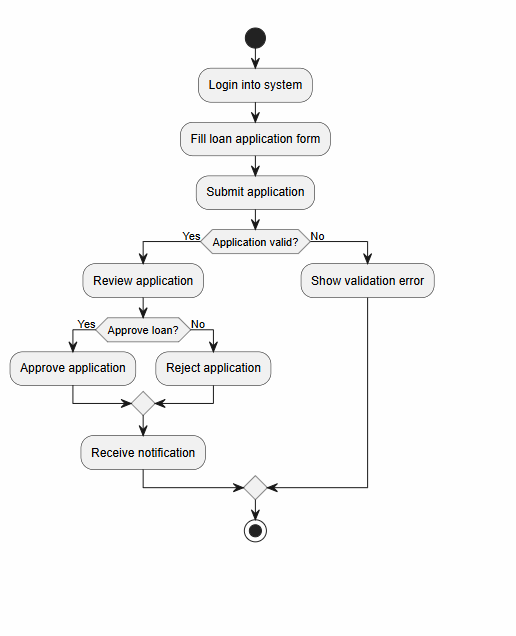 Login into system
Fill loan application form
Submit application
Yes
Application valid?
No
Review application
Show validation error
Yes
Approve loan?
No
Approve application
Reject application
Receive notification